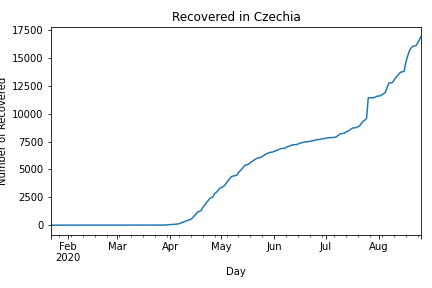 Recovered in Czechia
17500
15000
12500
10000
7500
5000
2500
0
Number of Recovered
Feb
2020
Mar
Apr
May
Jun
Jul
Aug
Day